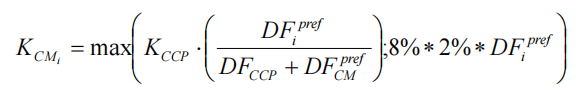 K_{CM_i} = max( K_{CCP} · ( DF_i^{pref} / ( DF_{CCP} + DF_{CM}^{pref} ) ) ; 8% * 2% * DF_i^{pref} )